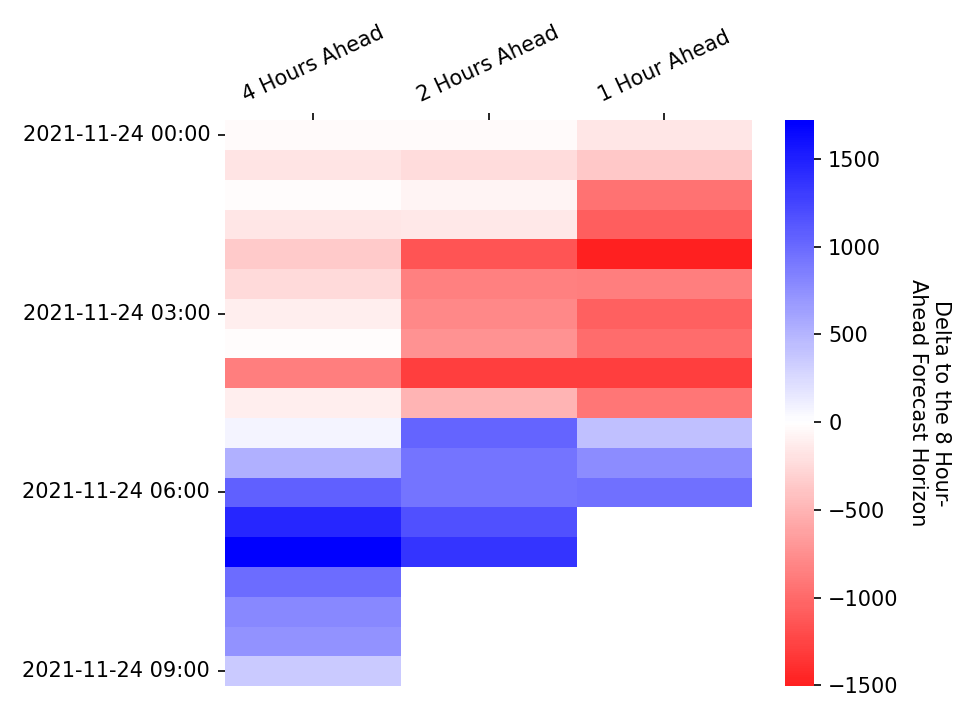 4 Hours Ahead
2 Hours Ahead
1 Hour Ahead
2021-11-24 00:00
2021-11-24 03:00
2021-11-24 06:00
2021-11-24 09:00
1500
1000
500
0
−500
−1000
−1500
Delta to the 8 Hour-
Ahead Forecast Horizon